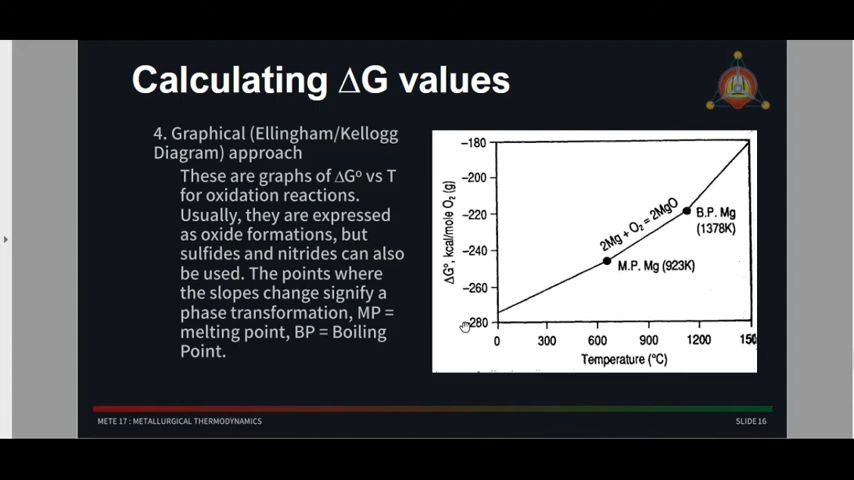 Calculating ∆G values
4. Graphical (Ellingham/Kellogg
Diagram) approach
These are graphs of ∆Gº vs T
for oxidation reactions.
Usually, they are expressed
as oxide formations, but
sulfides and nitrides can also
be used. The points where
the slopes change signify a
phase transformation, MP =
melting point, BP = Boiling
Point.
ΔGº, kcal/mole O₂ (g)
-180
-200
-220
-240
-260
-280
2Mg + O₂ = 2MgO
B.P. Mg
(1378K)
M.P. Mg (923K)
0 300 600 900 1200 150
Temperature (°C)
METE 17 : METALLURGICAL THERMODYNAMICS
SLIDE 16